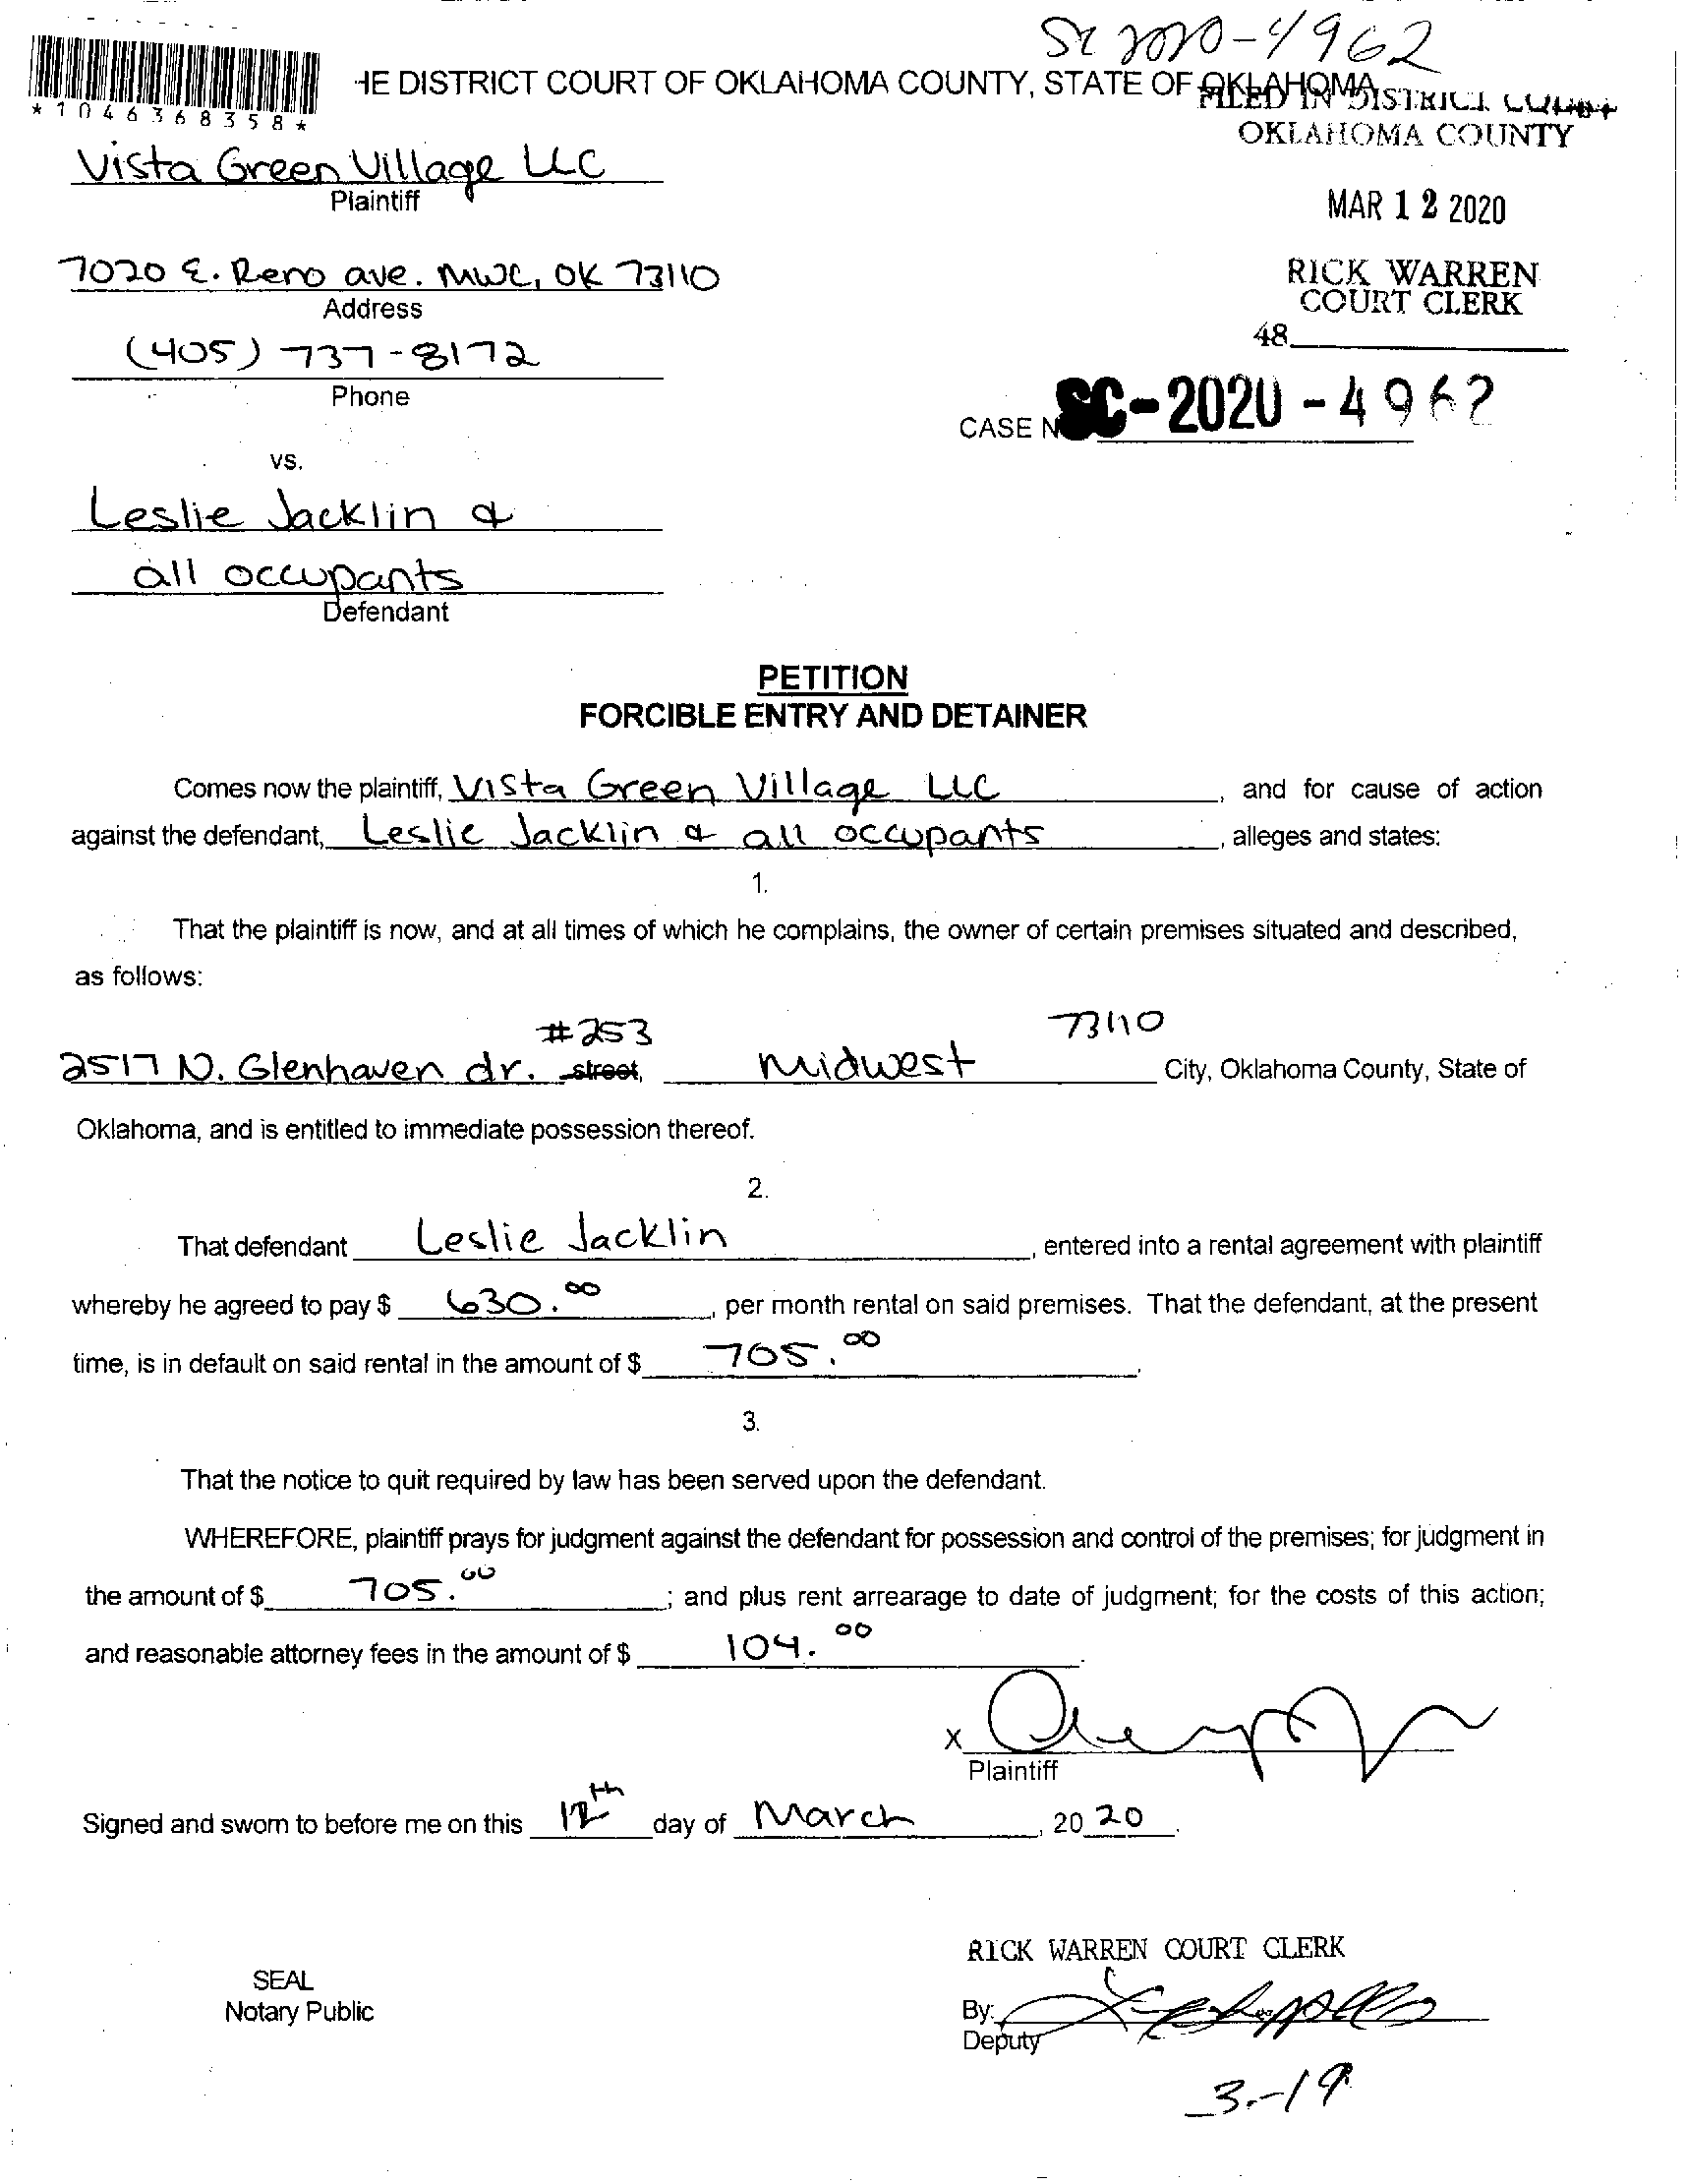 SC 2020-4962
HE DISTRICT COURT OF OKLAHOMA COUNTY, STATE OF OKLAHOMA
FILED IN DISTRICT COURT
OKLAHOMA COUNTY
*1046368358*
Vista Green Village LLC
Plaintiff
MAR 12 2020
7020 E. Reno ave. MWC, OK 73110
Address
RICK WARREN
COURT CLERK
48
(405) 737-8172
Phone
CASE N SC-2020-4962
vs.
Leslie Jacklin &
all occupants
Defendant
PETITION
FORCIBLE ENTRY AND DETAINER
Comes now the plaintiff, Vista Green Village LLC, and for cause of action
against the defendant, Leslie Jacklin & all occupants, alleges and states:
1.
That the plaintiff is now, and at all times of which he complains, the owner of certain premises situated and described,
as follows:
#253 73110
2517 N. Glenhaven dr. street, Midwest City, Oklahoma County, State of
Oklahoma, and is entitled to immediate possession thereof.
2.
That defendant Leslie Jacklin, entered into a rental agreement with plaintiff
whereby he agreed to pay $ 630.00, per month rental on said premises. That the defendant, at the present
time, is in default on said rental in the amount of $ 705.00.
3.
That the notice to quit required by law has been served upon the defendant.
WHEREFORE, plaintiff prays for judgment against the defendant for possession and control of the premises; for judgment in
the amount of $ 705.00; and plus rent arrearage to date of judgment; for the costs of this action;
and reasonable attorney fees in the amount of $ 104.00.
X
Plaintiff
Signed and sworn to before me on this 12th day of March, 2020.
RICK WARREN COURT CLERK
SEAL
Notary Public
By:
Deputy
3-19